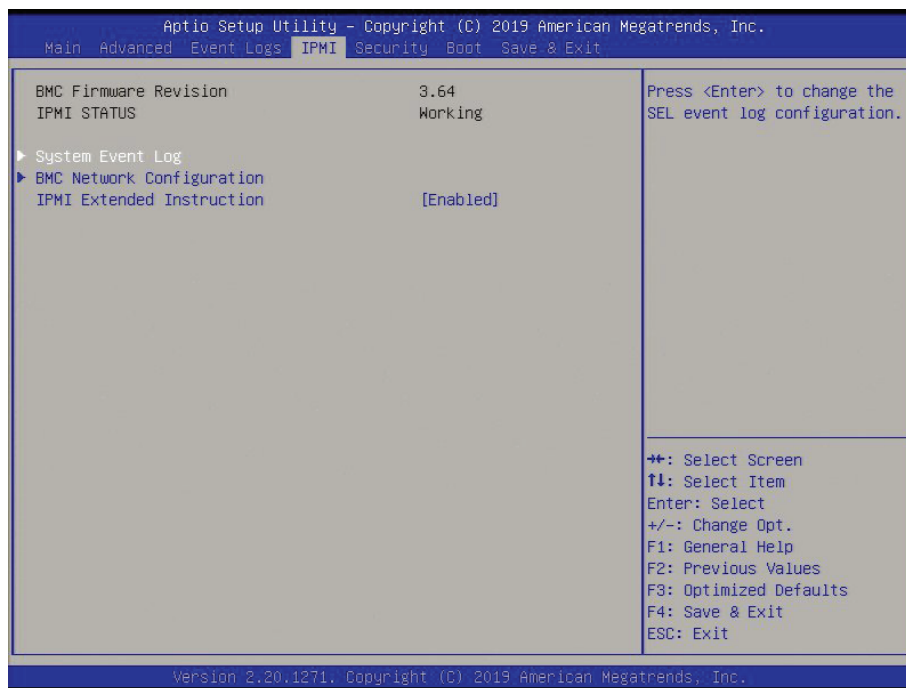 Aptio Setup Utility – Copyright (C) 2019 American Megatrends, Inc.
Main Advanced Event Logs IPMI Security Boot Save & Exit
BMC Firmware Revision 3.64
IPMI STATUS Working
System Event Log
BMC Network Configuration
IPMI Extended Instruction [Enabled]
Press <Enter> to change the
SEL event log configuration.
→←: Select Screen
↑↓: Select Item
Enter: Select
+/-: Change Opt.
F1: General Help
F2: Previous Values
F3: Optimized Defaults
F4: Save & Exit
ESC: Exit
Version 2.20.1271. Copyright (C) 2019 American Megatrends, Inc.